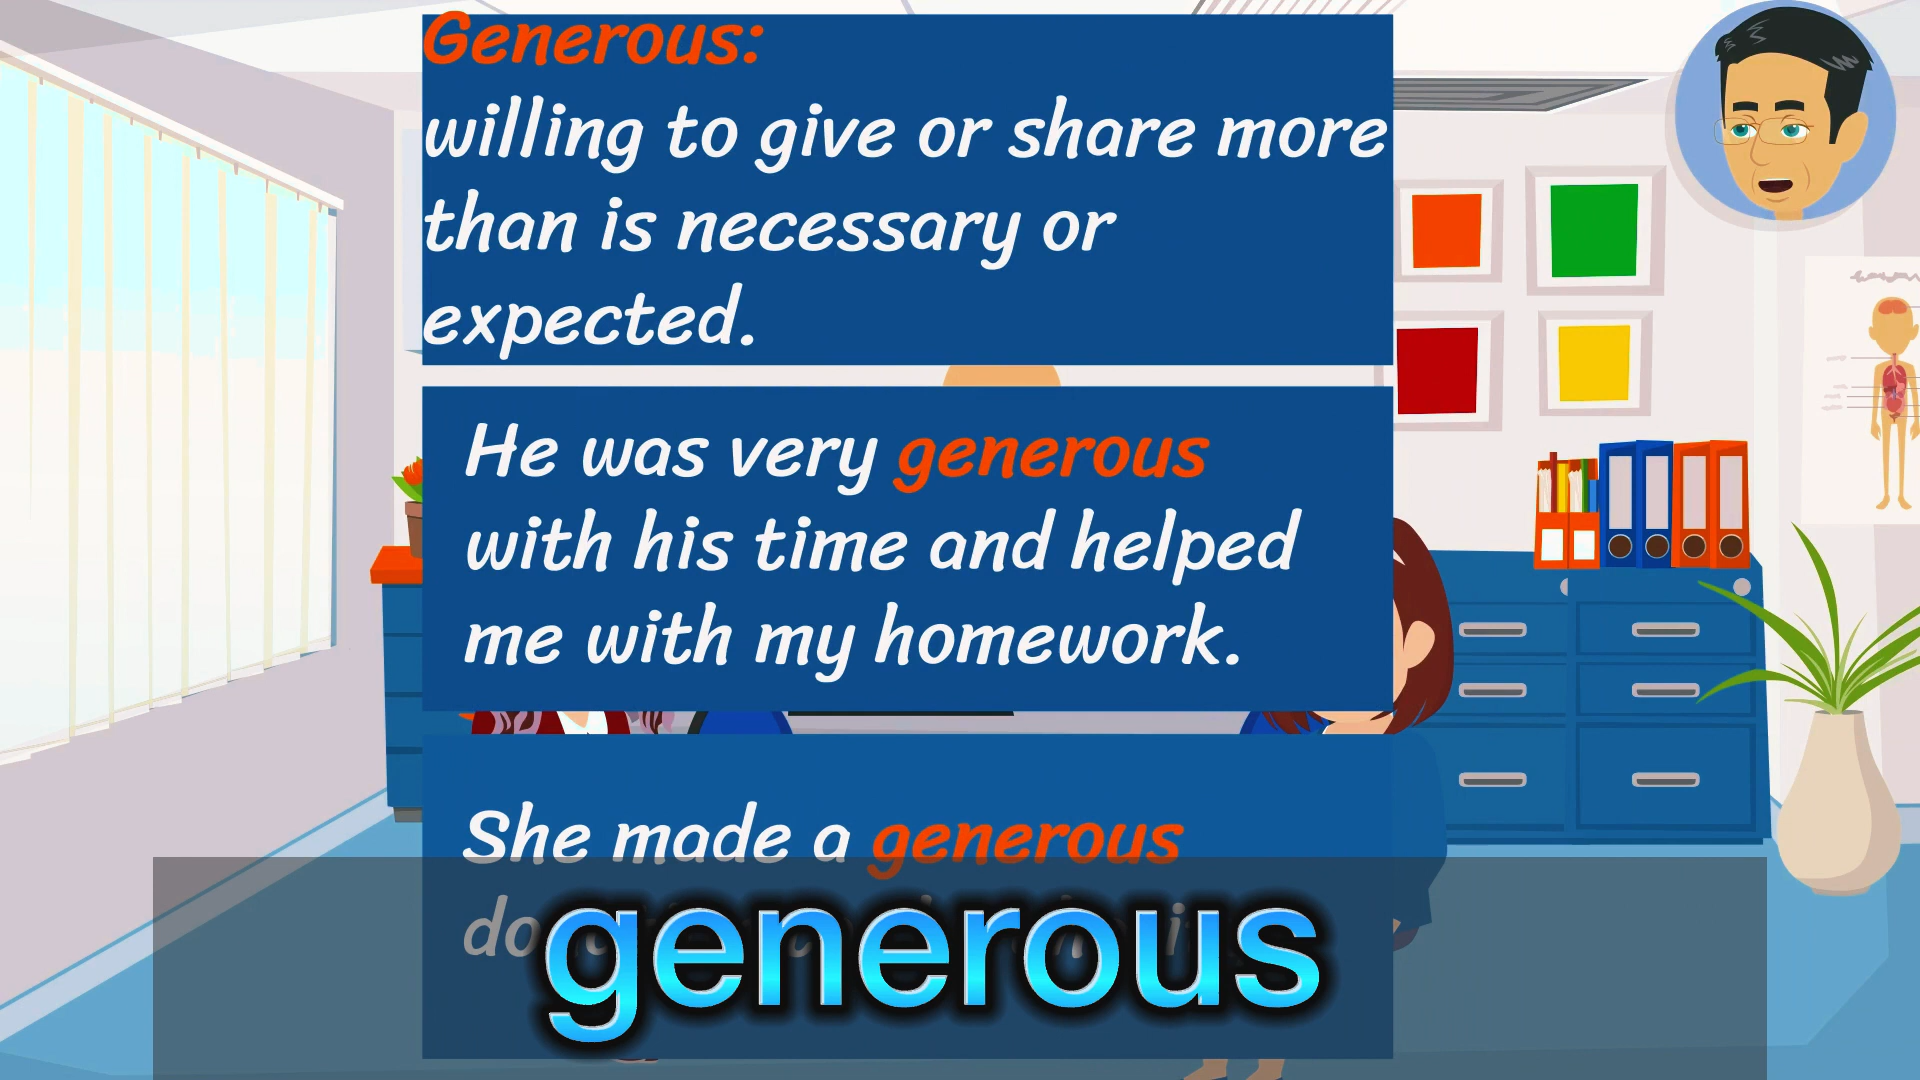 Generous:
willing to give or share more
than is necessary or
expected.
He was very generous
with his time and helped
me with my homework.
She made a generous
generous